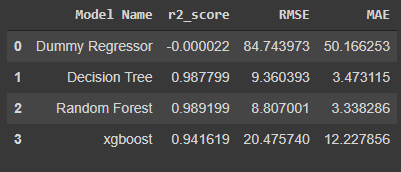 Model Name r2_score RMSE MAE
0 Dummy Regressor -0.000022 84.743973 50.166253
1 Decision Tree 0.987799 9.360393 3.473115
2 Random Forest 0.989199 8.807001 3.338286
3 xgboost 0.941619 20.475740 12.227856